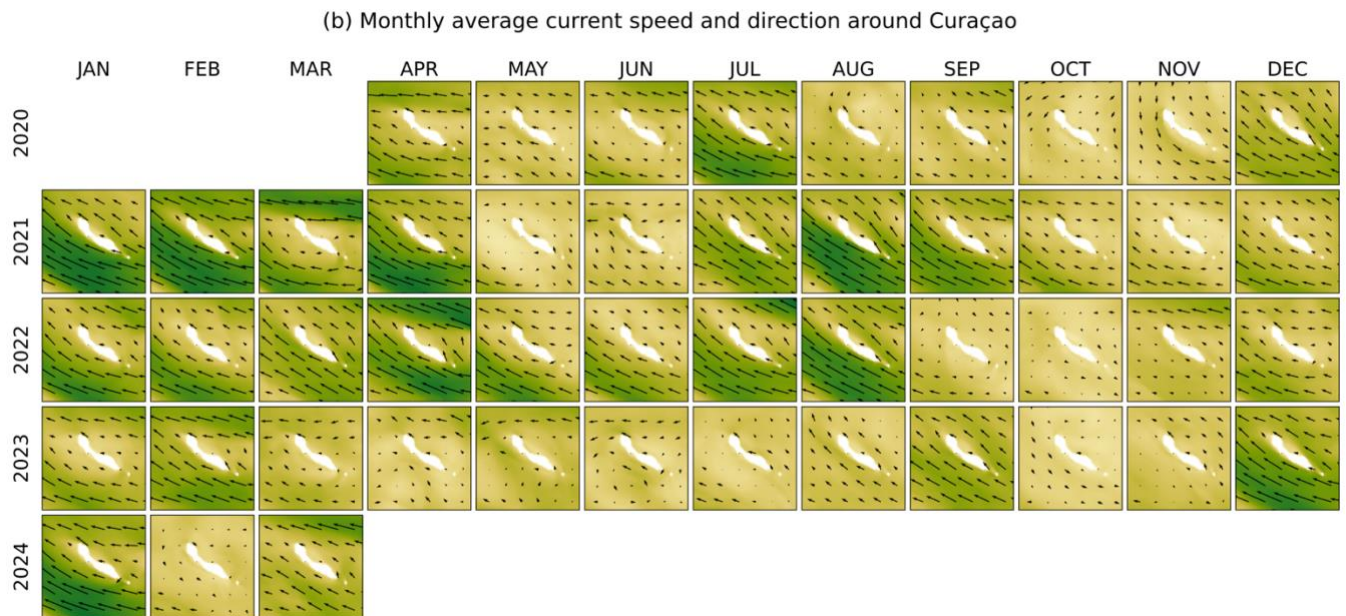 (b) Monthly average current speed and direction around Curaçao
JAN FEB MAR APR MAY JUN JUL AUG SEP OCT NOV DEC
2020
2021
2022
2023
2024